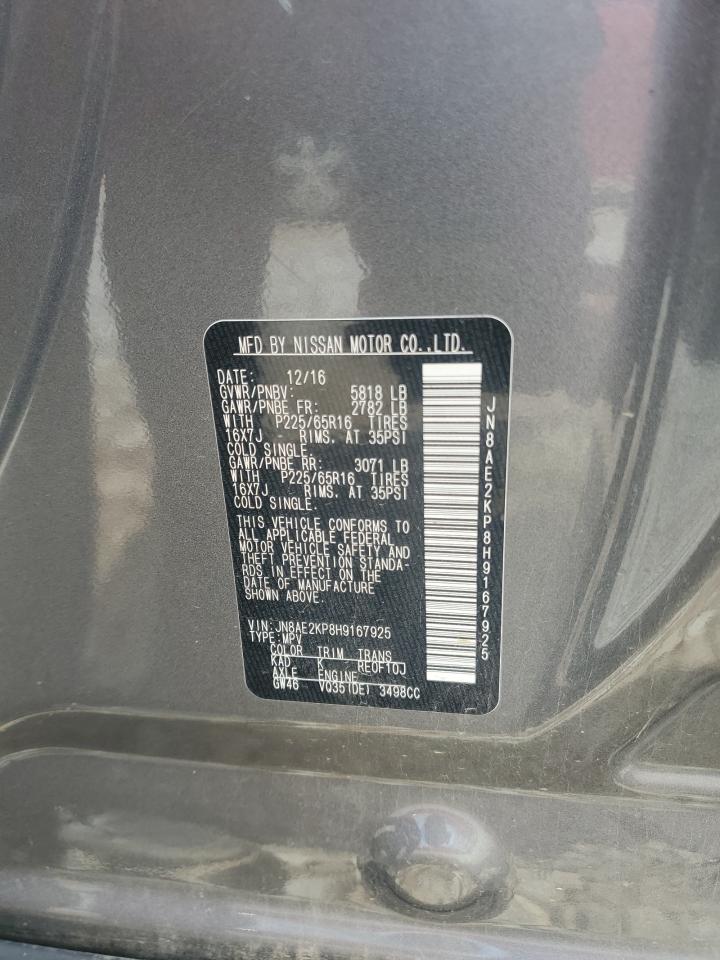 MFD BY NISSAN MOTOR CO.,LTD.
DATE: 12/16
GVWR/PNBV: 5818 LB
GAWR/PNBE FR: 2782 LB
WITH P225/65R16 TIRES
16X7J - RIMS. AT 35PSI
COLD SINGLE.
GAWR/PNBE RR: 3071 LB
WITH P225/65R16 TIRES
16X7J - RIMS. AT 35PSI
COLD SINGLE.
THIS VEHICLE CONFORMS TO
ALL APPLICABLE FEDERAL
MOTOR VEHICLE SAFETY AND
THEFT PREVENTION STANDA-
RDS IN EFFECT ON THE
DATE OF MANUFACTURE
SHOWN ABOVE.
VIN:JN8AE2KP8H9167925
TYPE:MPV
COLOR TRIM TRANS
KAD K REOF10J
AXLE ENGINE
GW46 VQ35(DE) 3498CC
JN8AE2KP8H9167925